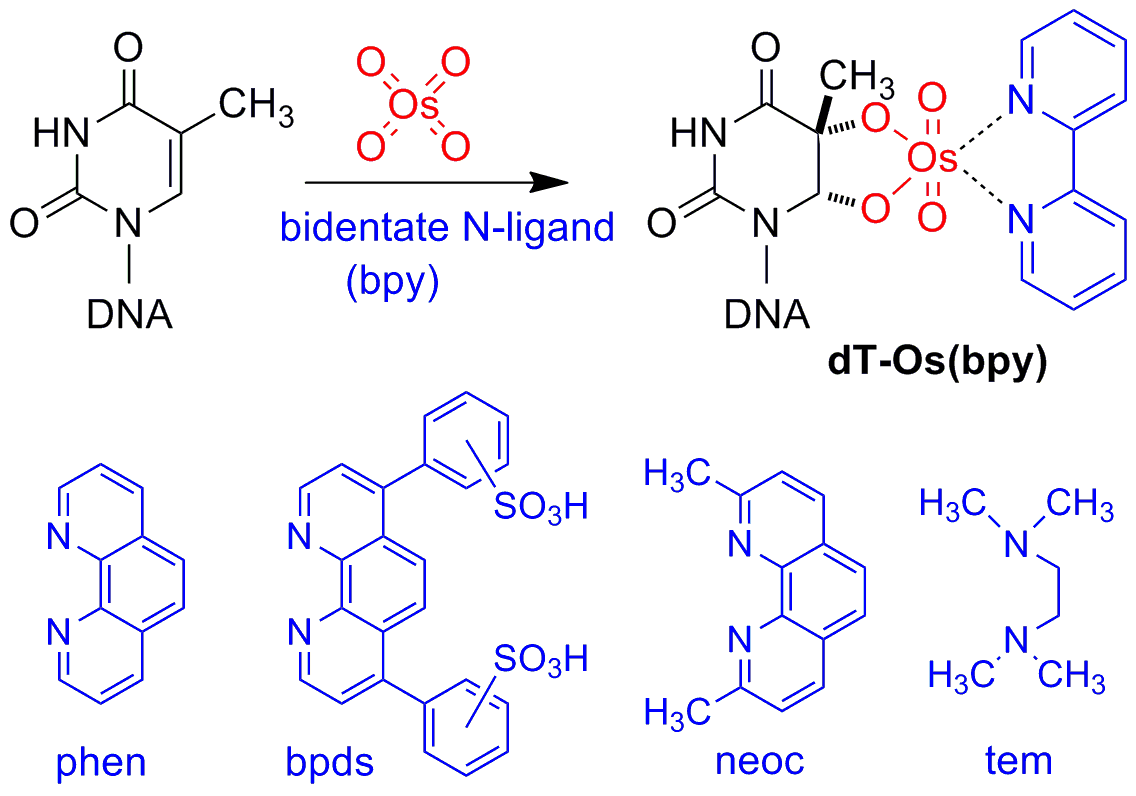 O
CH3
HN
O
N
DNA
O
O
Os
O
O
bidentate N-ligand
(bpy)
O
CH3
O
O
N
HN
Os
O
N
O
O
N
DNA
dT-Os(bpy)
N
N
phen
N
SO3H
N
SO3H
bpds
H3C
N
N
H3C
neoc
H3C
CH3
N
N
H3C
CH3
tem